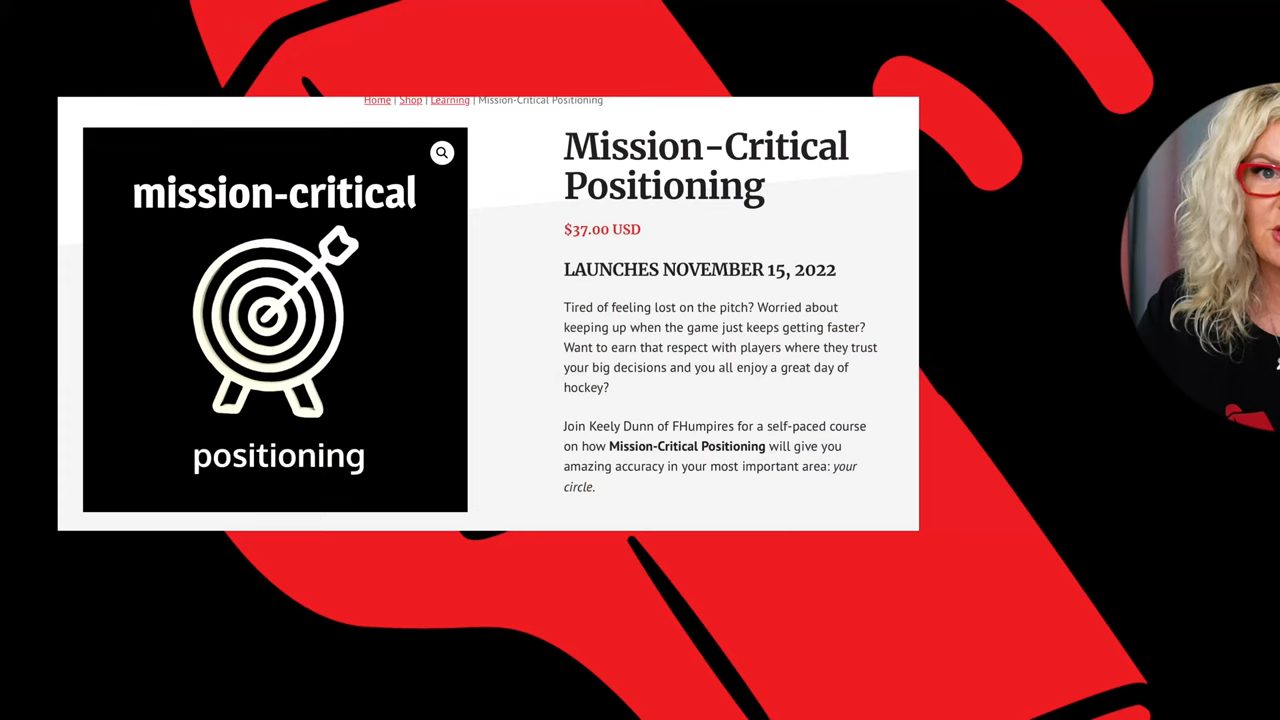 Home | Shop | Learning | Mission-Critical Positioning
mission-critical
positioning
Mission-Critical
Positioning
$37.00 USD
LAUNCHES NOVEMBER 15, 2022
Tired of feeling lost on the pitch? Worried about
keeping up when the game just keeps getting faster?
Want to earn that respect with players where they trust
your big decisions and you all enjoy a great day of
hockey?
Join Keely Dunn of FHumpires for a self-paced course
on how Mission-Critical Positioning will give you
amazing accuracy in your most important area: your
circle.